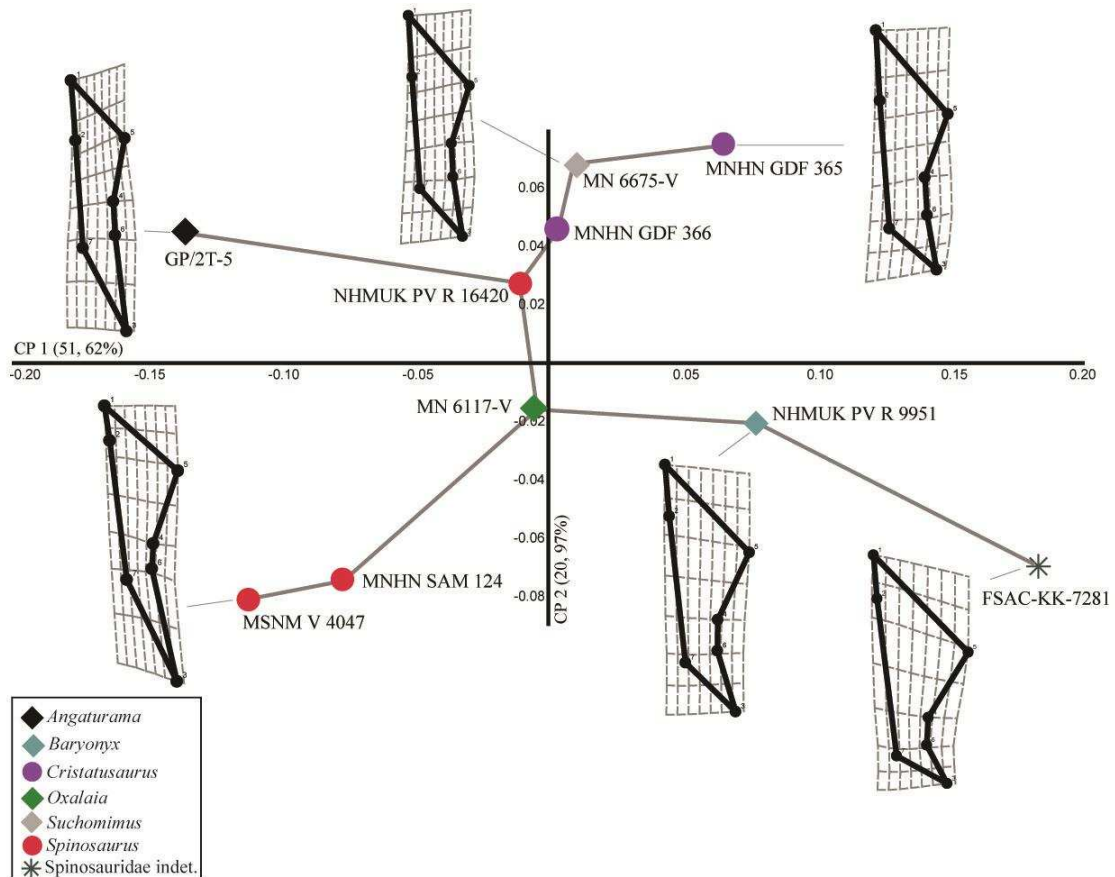 MN 6675-V
MNHN GDF 365
0.06
MNHN GDF 366
0.04
GP/2T-5
NHMUK PV R 16420
0.02
CP 1 (51, 62%)
-0.20
-0.15
-0.10
-0.05
0.05
0.10
0.15
0.20
MN 6117-V
-0.02
NHMUK PV R 9951
-0.04
-0.06
-0.08
CP 2 (20, 97%)
MNHN SAM 124
MSNM V 4047
FSAC-KK-7281
Angaturama
Baryonyx
Cristatusaurus
Oxalaia
Suchomimus
Spinosaurus
Spinosauridae indet.